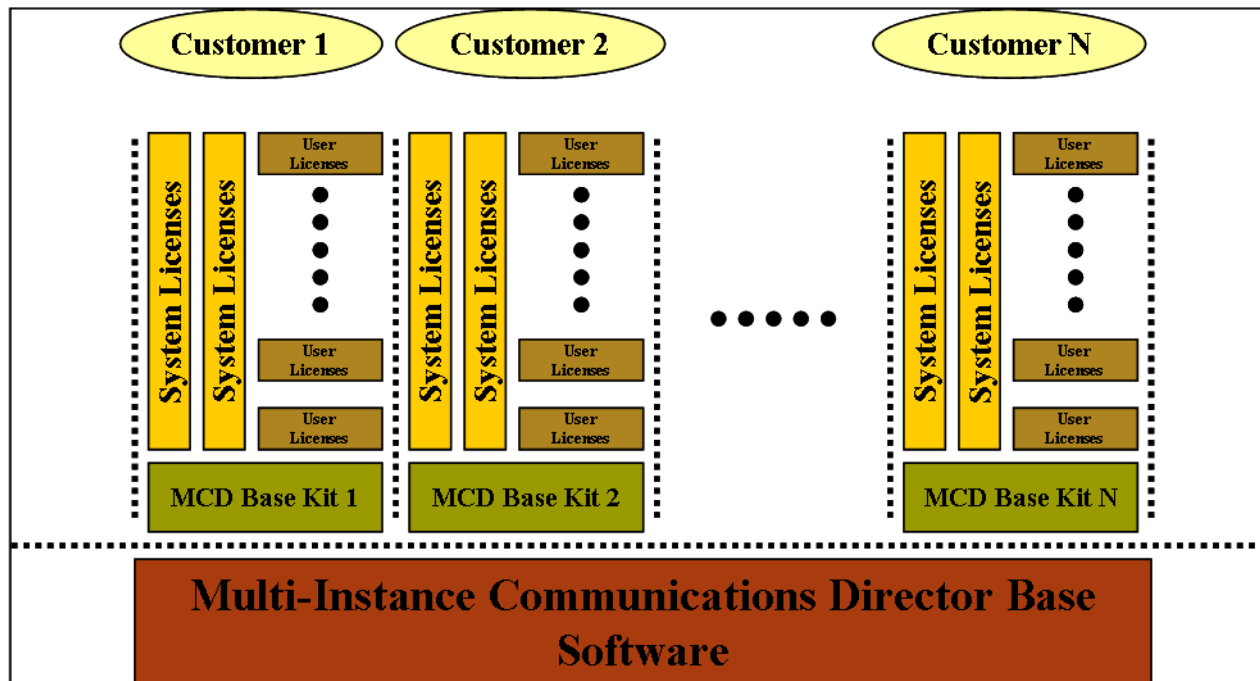 Customer 1
Customer 2
Customer N
System Licenses
System Licenses
User
Licenses
User
Licenses
User
Licenses
MCD Base Kit 1
System Licenses
System Licenses
User
Licenses
User
Licenses
User
Licenses
MCD Base Kit 2
System Licenses
System Licenses
User
Licenses
User
Licenses
User
Licenses
MCD Base Kit N
Multi-Instance Communications Director Base
Software